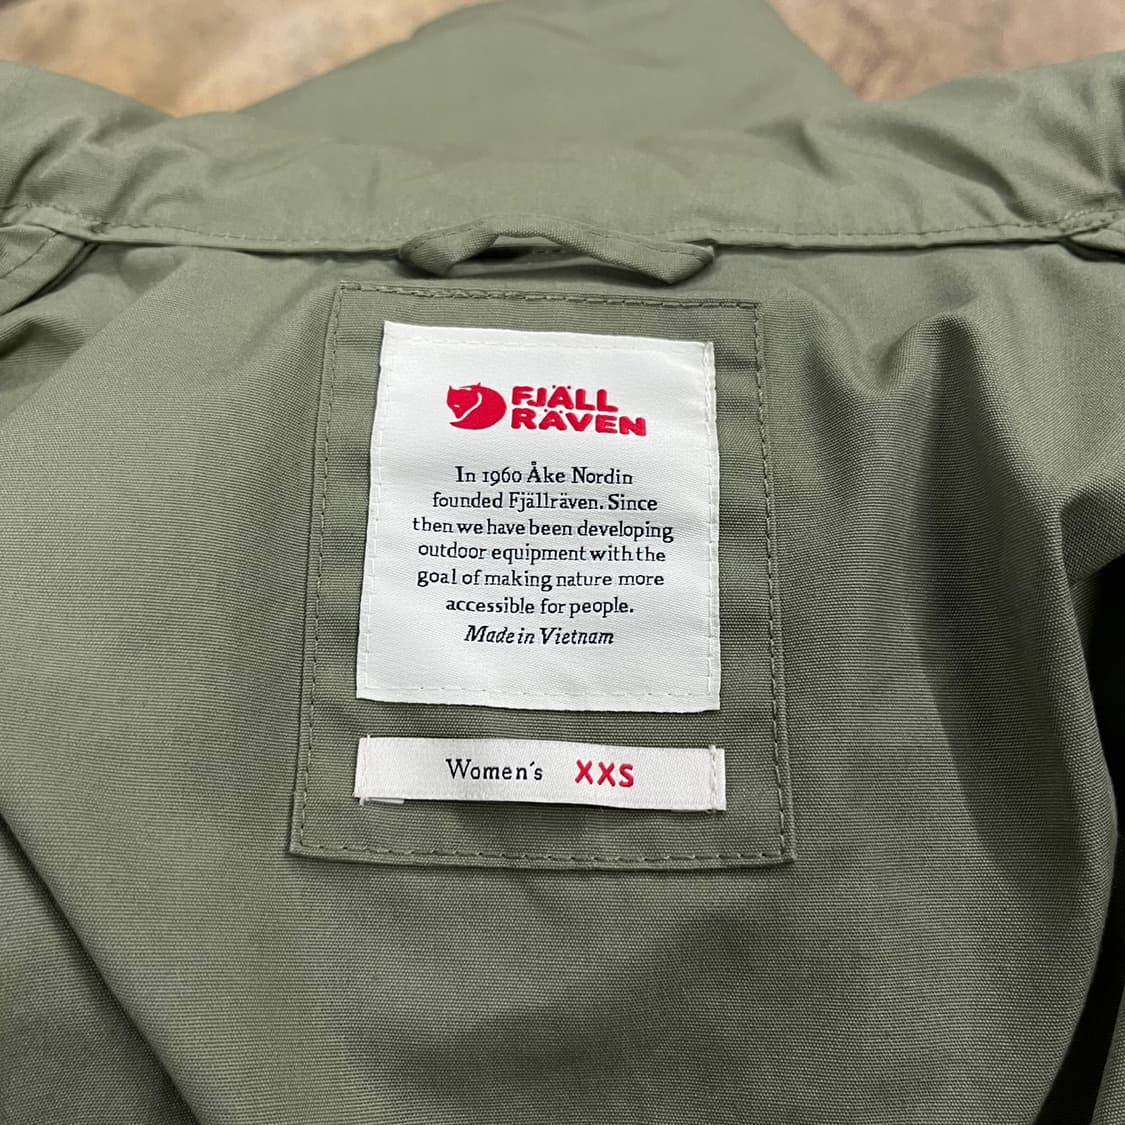 FJÄLL
RÄVEN
In 1960 Åke Nordin
founded Fjällräven. Since
then we have been developing
outdoor equipment with the
goal of making nature more
accessible for people.
Made in Vietnam
Women´s XXS